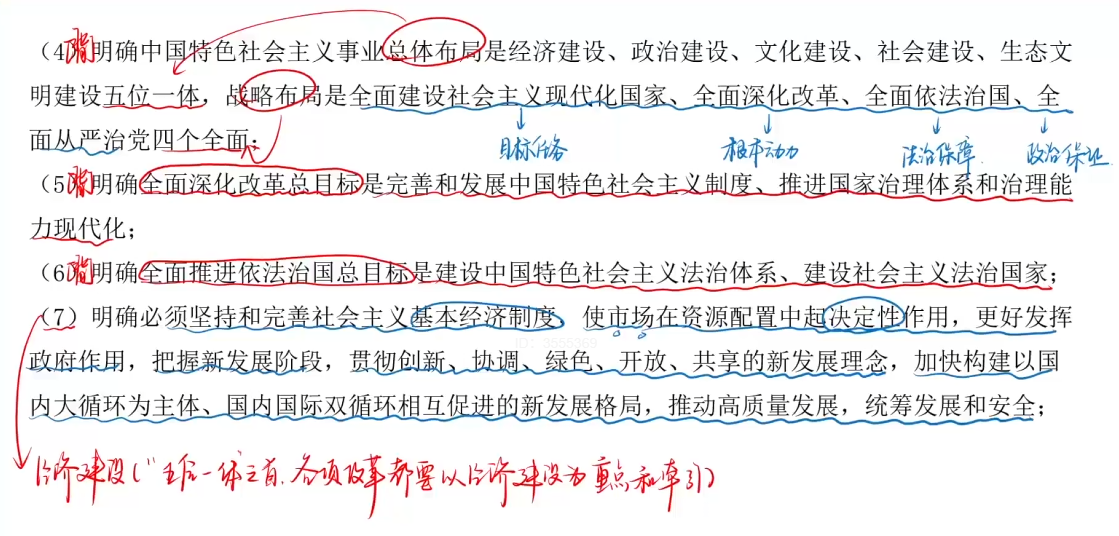 （4）明确中国特色社会主义事业总体布局是经济建设、政治建设、文化建设、社会建设、生态文
明建设五位一体，战略布局是全面建设社会主义现代化国家、全面深化改革、全面依法治国、全
面从严治党四个全面；
目标任务 根本动力 法治保障 政治保证
（5）明确全面深化改革总目标是完善和发展中国特色社会主义制度、推进国家治理体系和治理能
力现代化；
（6）明确全面推进依法治国总目标是建设中国特色社会主义法治体系、建设社会主义法治国家；
（7）明确必须坚持和完善社会主义基本经济制度，使市场在资源配置中起决定性作用，更好发挥
ID：3555369
政府作用，把握新发展阶段，贯彻创新、协调、绿色、开放、共享的新发展理念，加快构建以国
内大循环为主体、国内国际双循环相互促进的新发展格局，推动高质量发展，统筹发展和安全；
经济建设（"五位一体之首，各项改革都要以经济建设为重点和牵引）